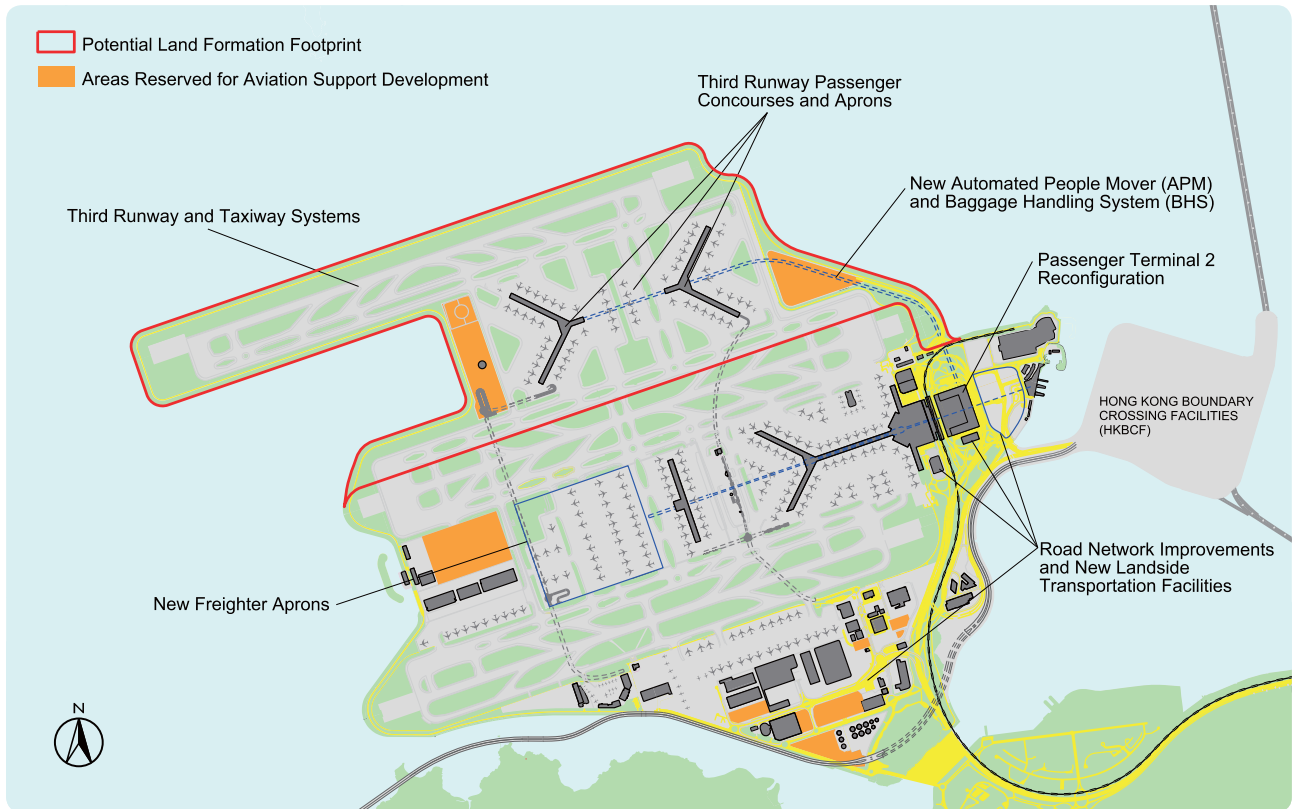 Potential Land Formation Footprint
Areas Reserved for Aviation Support Development
Third Runway Passenger
Concourses and Aprons
New Automated People Mover (APM)
and Baggage Handling System (BHS)
Third Runway and Taxiway Systems
Passenger Terminal 2
Reconfiguration
HONG KONG BOUNDARY
CROSSING FACILITIES
(HKBCF)
Road Network Improvements
and New Landside
Transportation Facilities
New Freighter Aprons
N